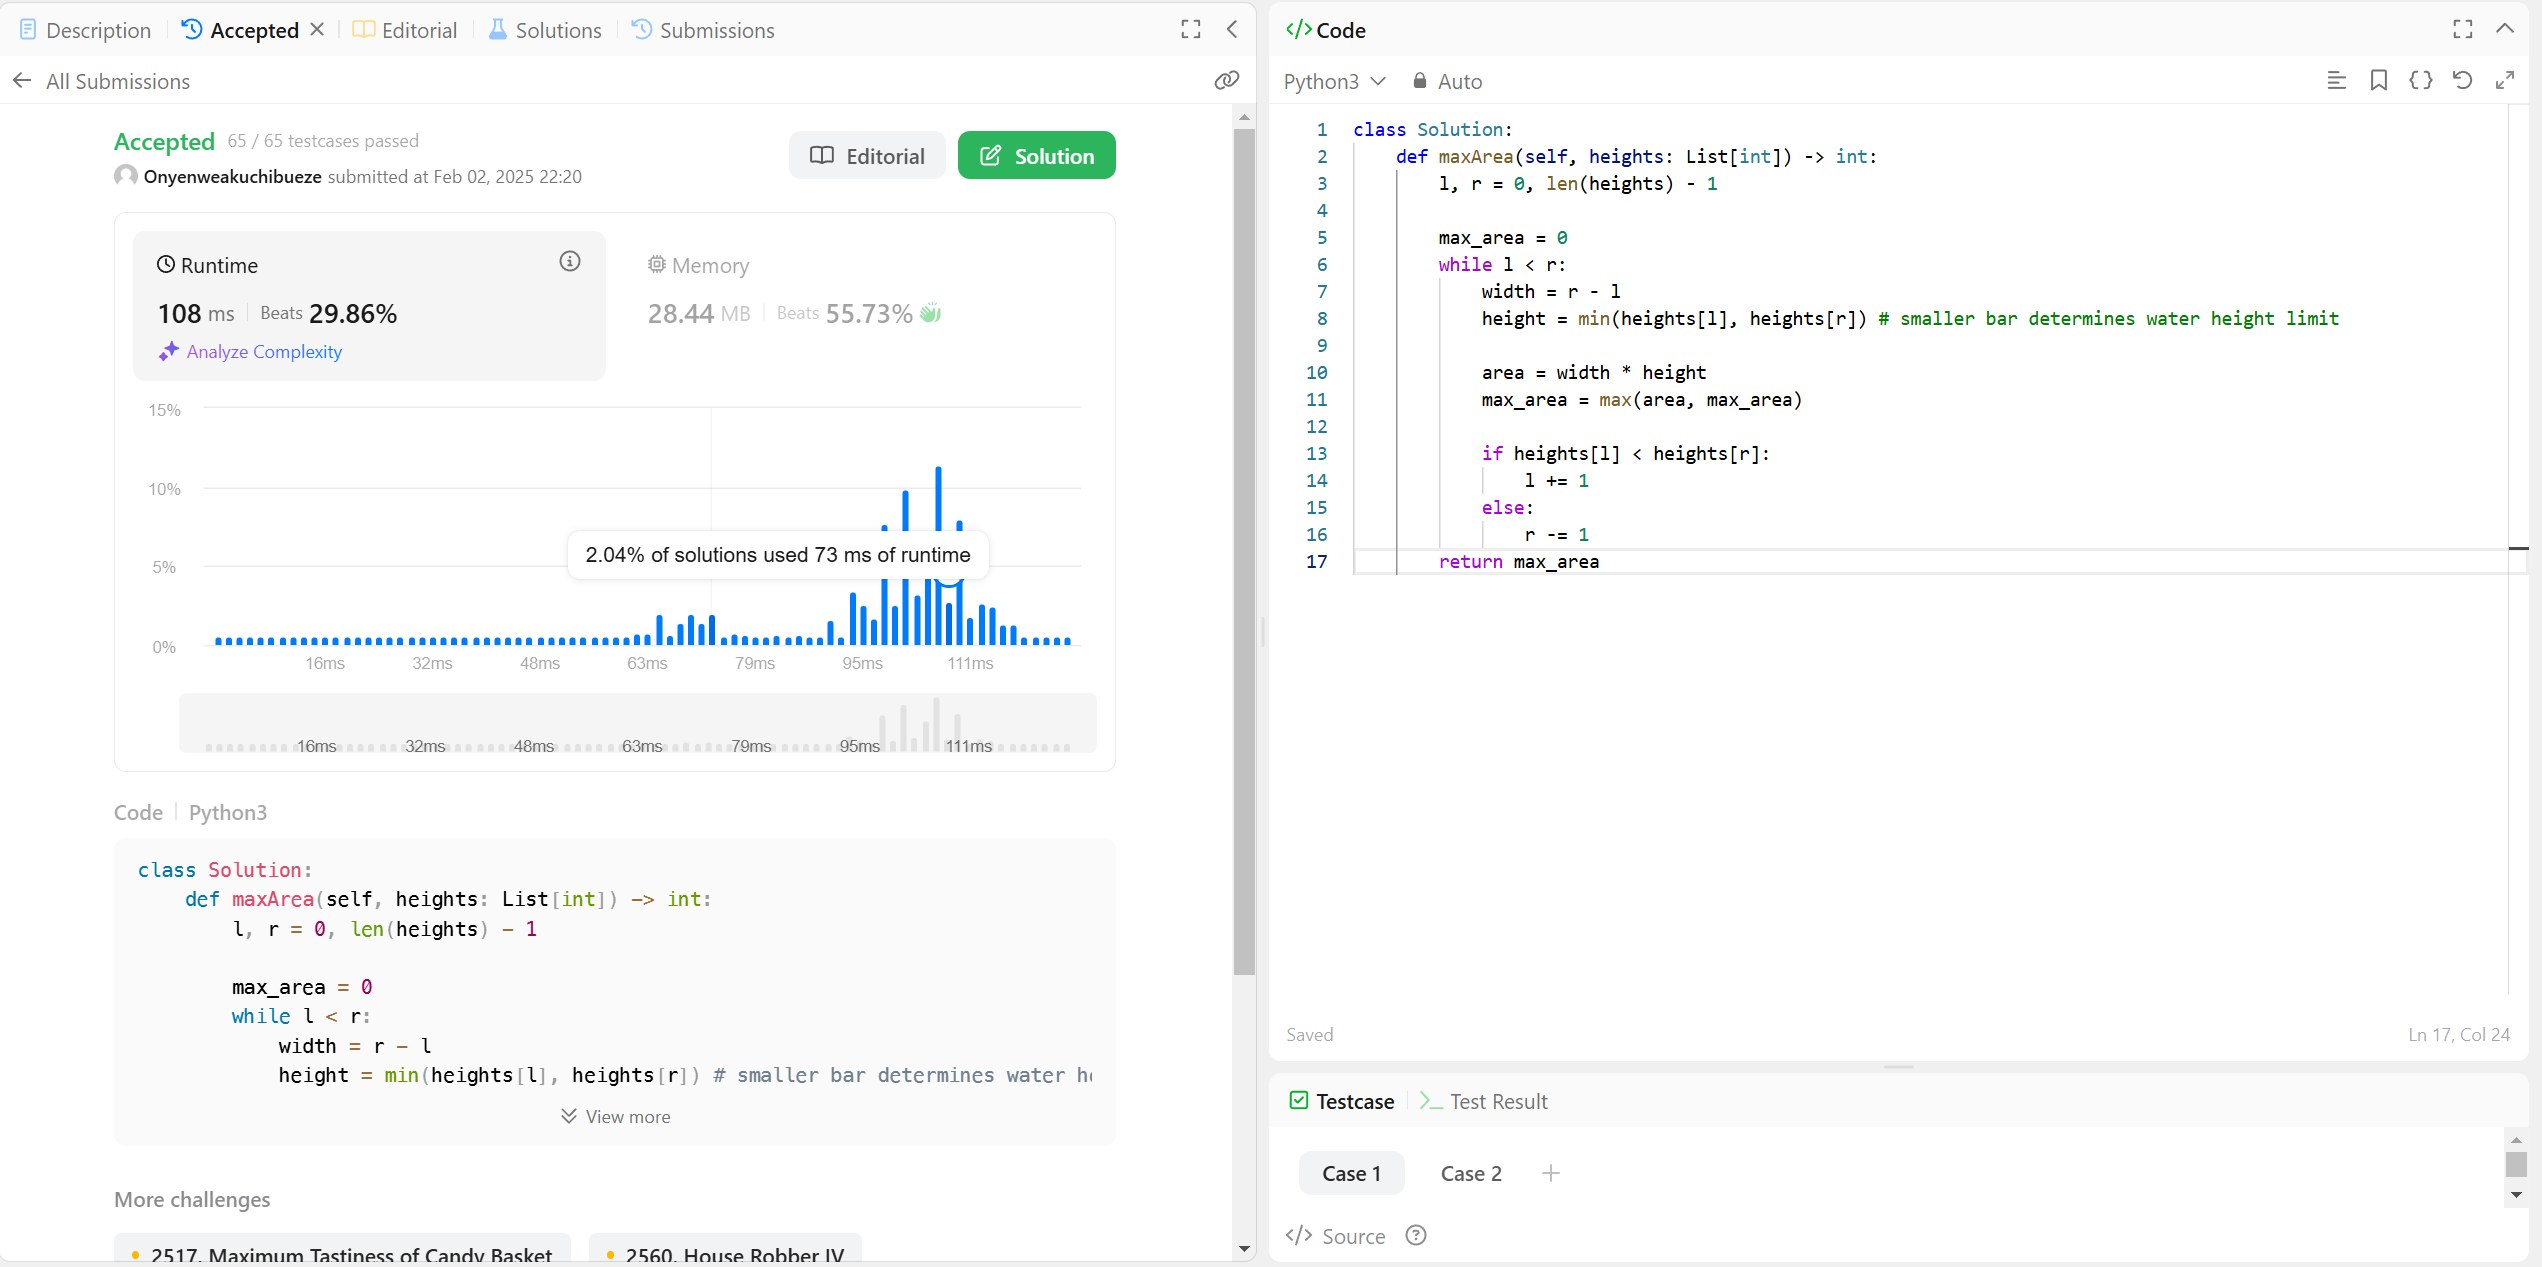 Description
Accepted
Editorial
Solutions
Submissions
All Submissions
Accepted 65 / 65 testcases passed
Onyenweakuchibueze submitted at Feb 02, 2025 22:20
Editorial
Solution
Runtime
108 ms Beats 29.86%
Analyze Complexity
Memory
28.44 MB Beats 55.73%
15%
10%
5%
0%
2.04% of solutions used 73 ms of runtime
16ms 32ms 48ms 63ms 79ms 95ms 111ms
16ms 32ms 48ms 63ms 79ms 95ms 111ms
Code Python3
class Solution:
    def maxArea(self, heights: List[int]) -> int:
        l, r = 0, len(heights) - 1
        max_area = 0
        while l < r:
            width = r - l
            height = min(heights[l], heights[r]) # smaller bar determines water he
View more
More challenges
2517. Maximum Tastiness of Candy Basket
2560. House Robber IV
</> Code
Python3 Auto
1 class Solution:
2     def maxArea(self, heights: List[int]) -> int:
3         l, r = 0, len(heights) - 1
4
5         max_area = 0
6         while l < r:
7             width = r - l
8             height = min(heights[l], heights[r]) # smaller bar determines water height limit
9
10             area = width * height
11             max_area = max(area, max_area)
12
13             if heights[l] < heights[r]:
14                 l += 1
15             else:
16                 r -= 1
17         return max_area
Saved
Ln 17, Col 24
Testcase
Test Result
Case 1
Case 2
</> Source